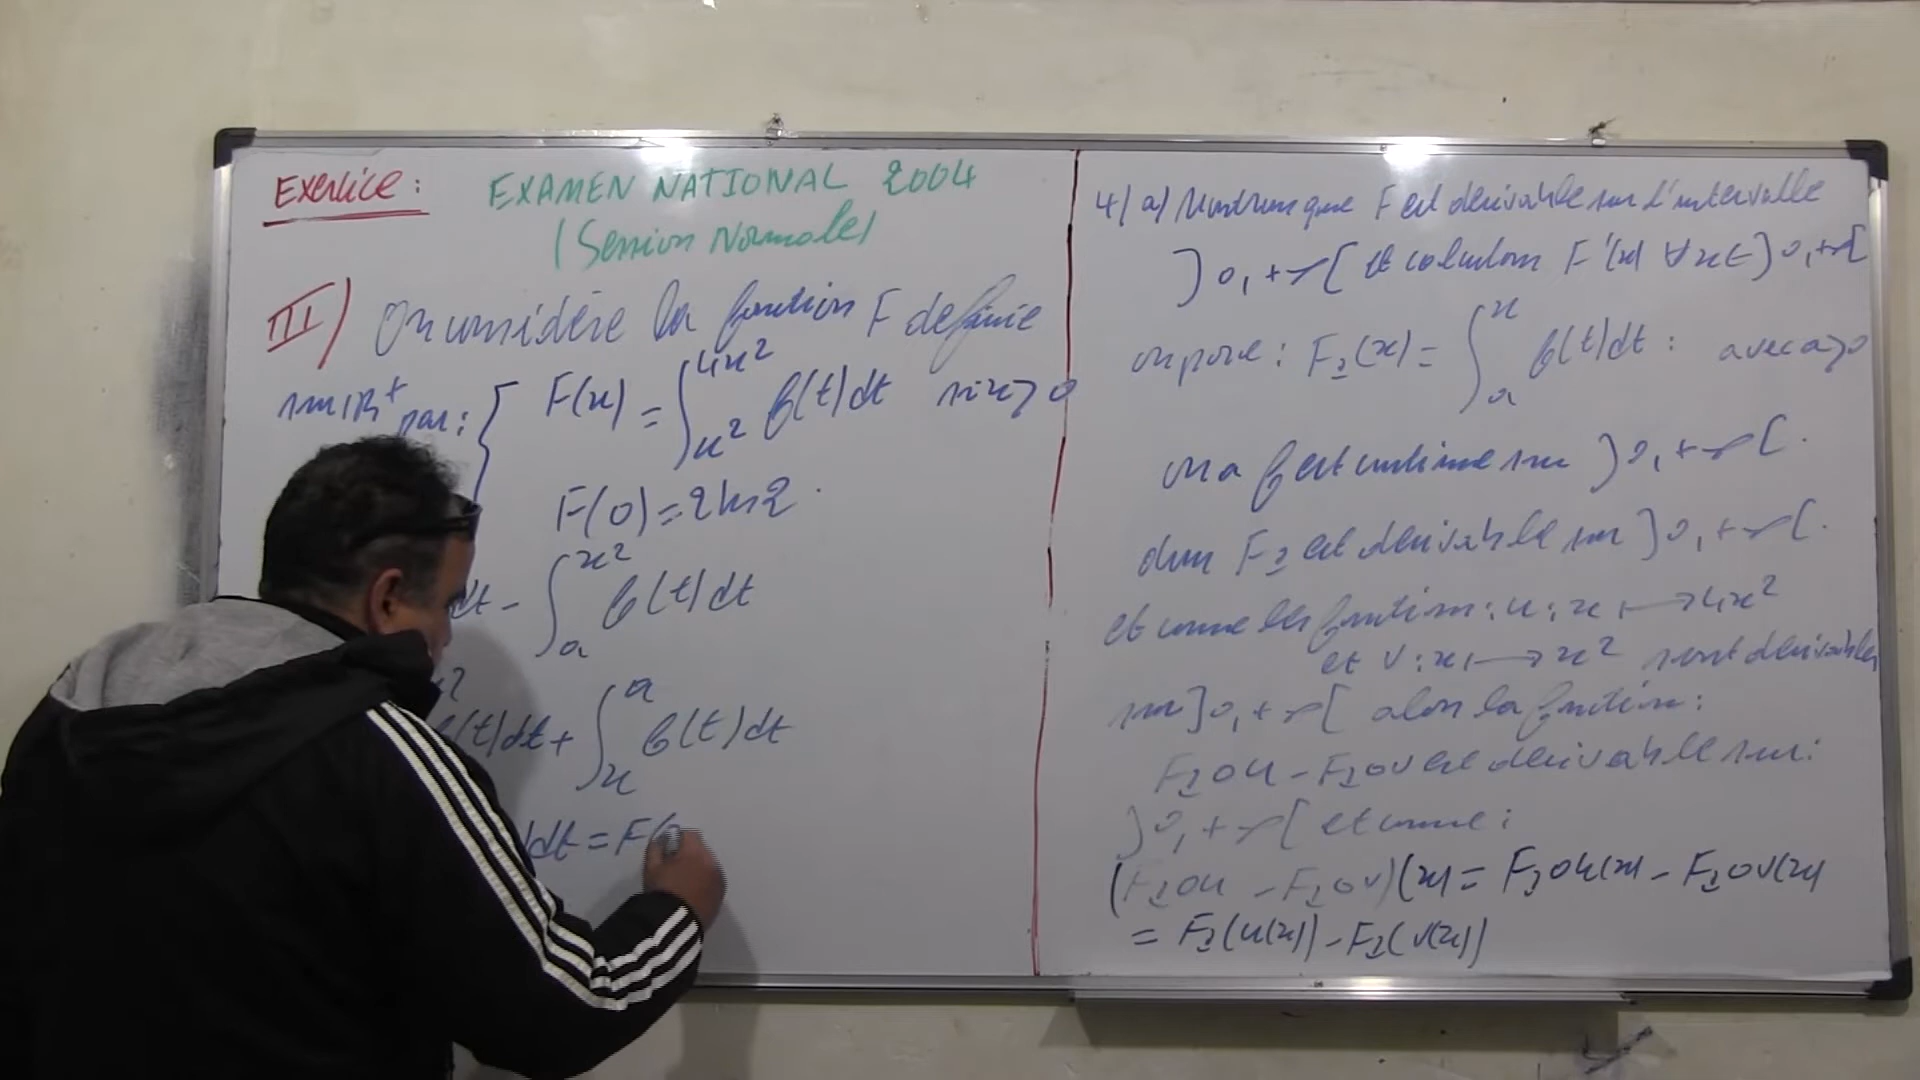 Exercice : EXAMEN NATIONAL 2004
(Session Normale)
III) On considère la fonction F définie
sur IR⁺ par : { F(x) = ∫_{x²}^{4x²} f(t)dt si x>0
F(0)=2ln2.
dt - ∫_a^{x²} f(t)dt
f(t)dt + ∫_x^a f(t)dt
)dt = F(
4/ a) Montrons que F est dérivable sur l'intervalle
]0,+∞[ et calculons F'(x) ∀x∈]0,+∞[
on pose : F₂(x) = ∫_a^x f(t)dt : avec a>0
on a f est continue sur ]0,+∞[.
donc F₂ est dérivable sur ]0,+∞[.
et comme les fonctions : u : x ⟼ 4x²
et v : x ⟼ x² sont dérivables
sur ]0,+∞[ alors la fonction :
F₂ou - F₂ov est dérivable sur :
]0,+∞[ et comme :
(F₂ou - F₂ov)(x) = F₂ou(x) - F₂ov(x)
= F₂(u(x)) - F₂(v(x))